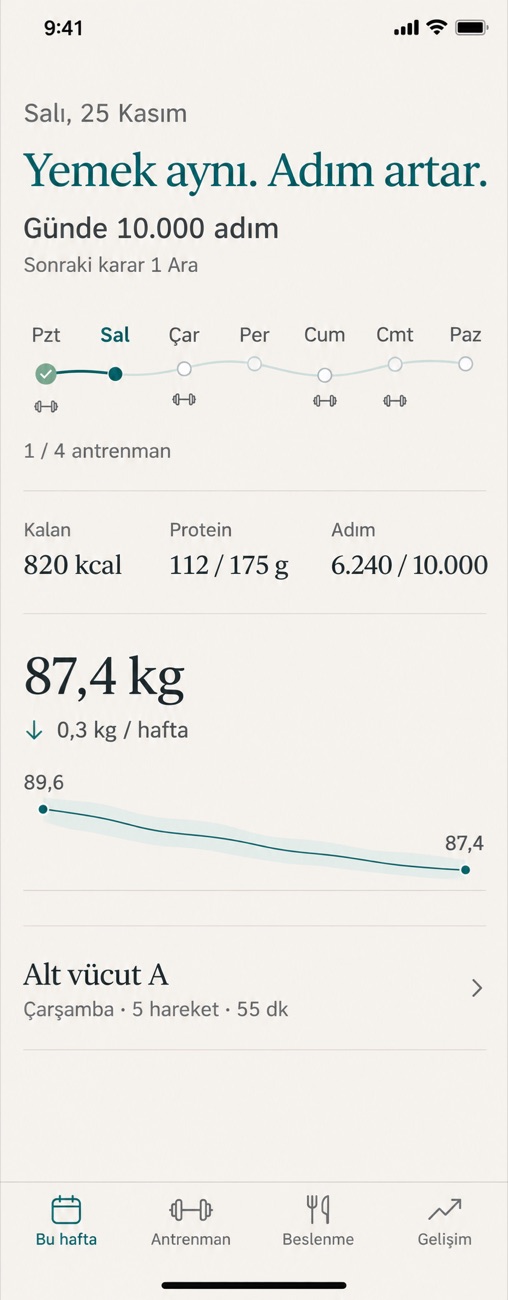 9:41
Salı, 25 Kasım
Yemek aynı. Adım artar.
Günde 10.000 adım
Sonraki karar 1 Ara
Pzt Sal Çar Per Cum Cmt Paz
1 / 4 antrenman
Kalan Protein Adım
820 kcal 112 / 175 g 6.240 / 10.000
87,4 kg
↓ 0,3 kg / hafta
89,6
87,4
Alt vücut A
Çarşamba · 5 hareket · 55 dk
Bu hafta Antrenman Beslenme Gelişim